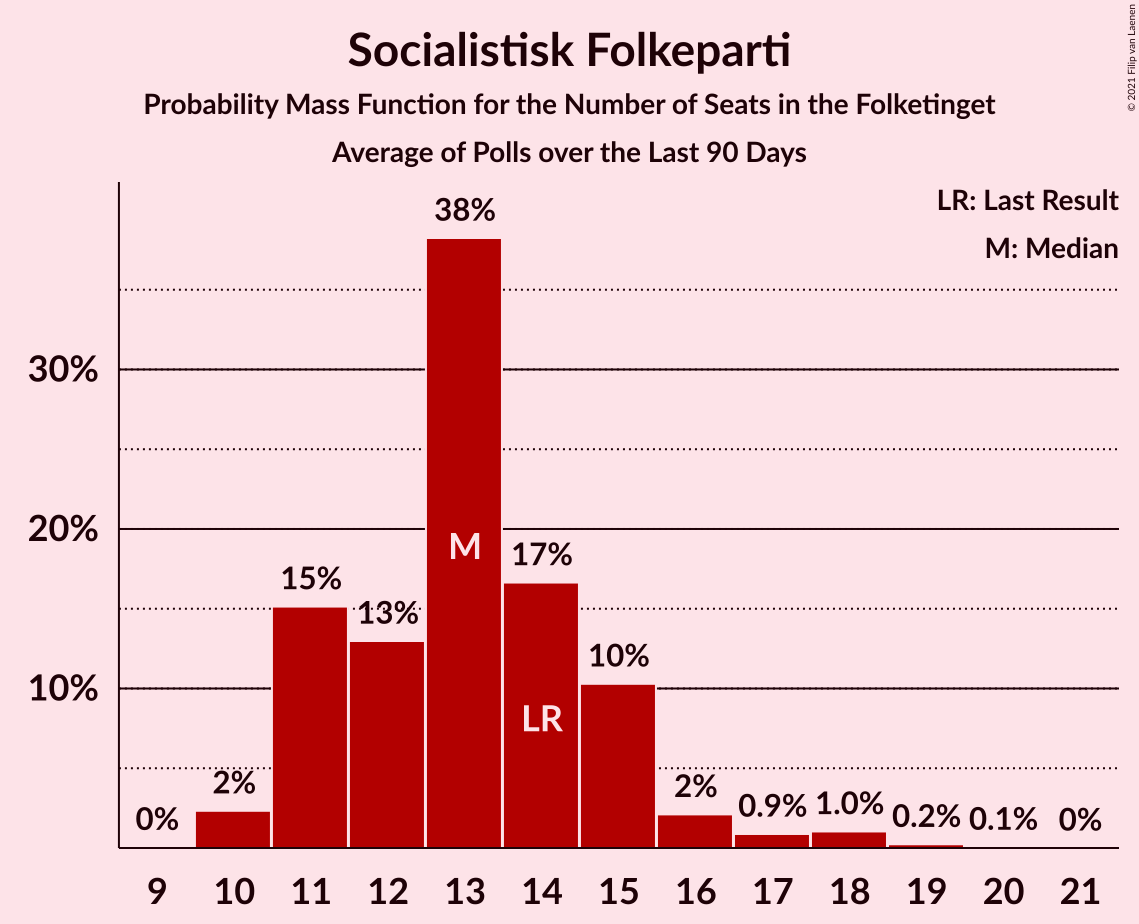 Socialistisk Folkeparti
Probability Mass Function for the Number of Seats in the Folketinget
Average of Polls over the Last 90 Days
© 2021 Filip van Laenen
LR: Last Result
M: Median
38%
30%
20%
M
17%
15%
13%
10%
10%
LR
2%
2%
0.9%
1.0%
0%
0.2%
0.1%
0%
9 10 11 12 13 14 15 16 17 18 19 20 21